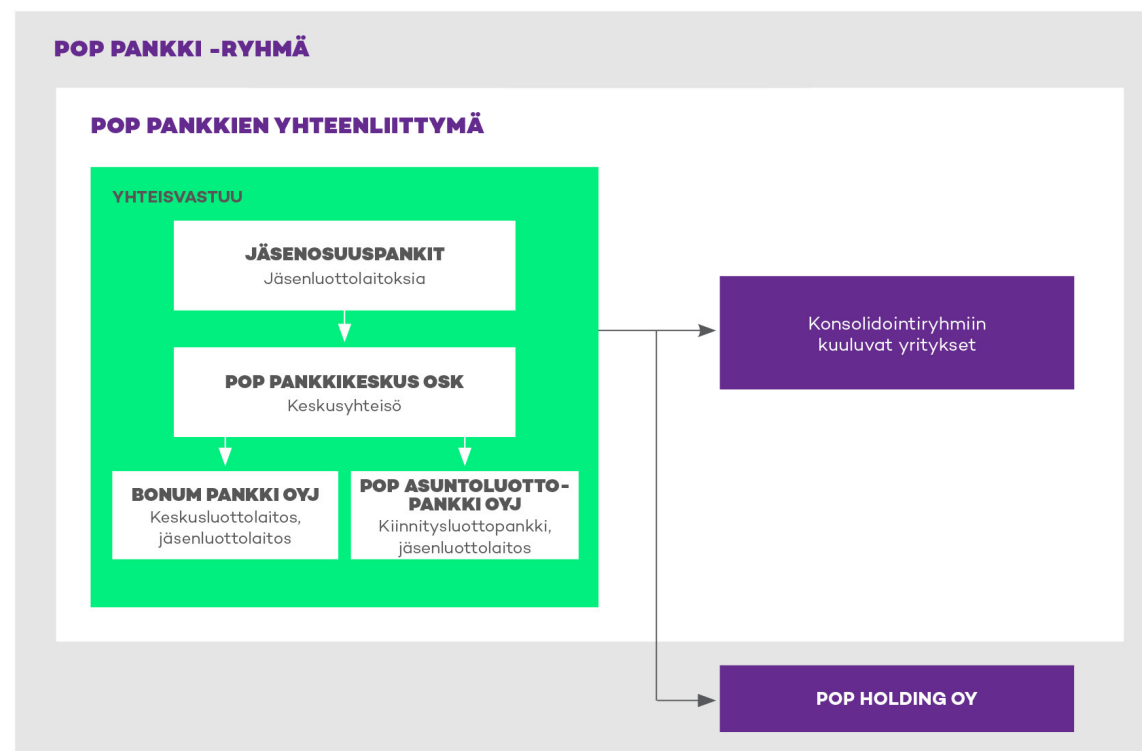 POP PANKKI -RYHMÄ
POP PANKKIEN YHTEENLIITTYMÄ
YHTEISVASTUU
JÄSENOSUUSPANKIT
Jäsenluottolaitoksia
POP PANKKIKESKUS OSK
Keskusyhteisö
BONUM PANKKI OYJ
Keskusluottolaitos,
jäsenluottolaitos
POP ASUNTOLUOTTO-
PANKKI OYJ
Kiinnitysluottopankki,
jäsenluottolaitos
Konsolidointiryhmiin
kuuluvat yritykset
POP HOLDING OY